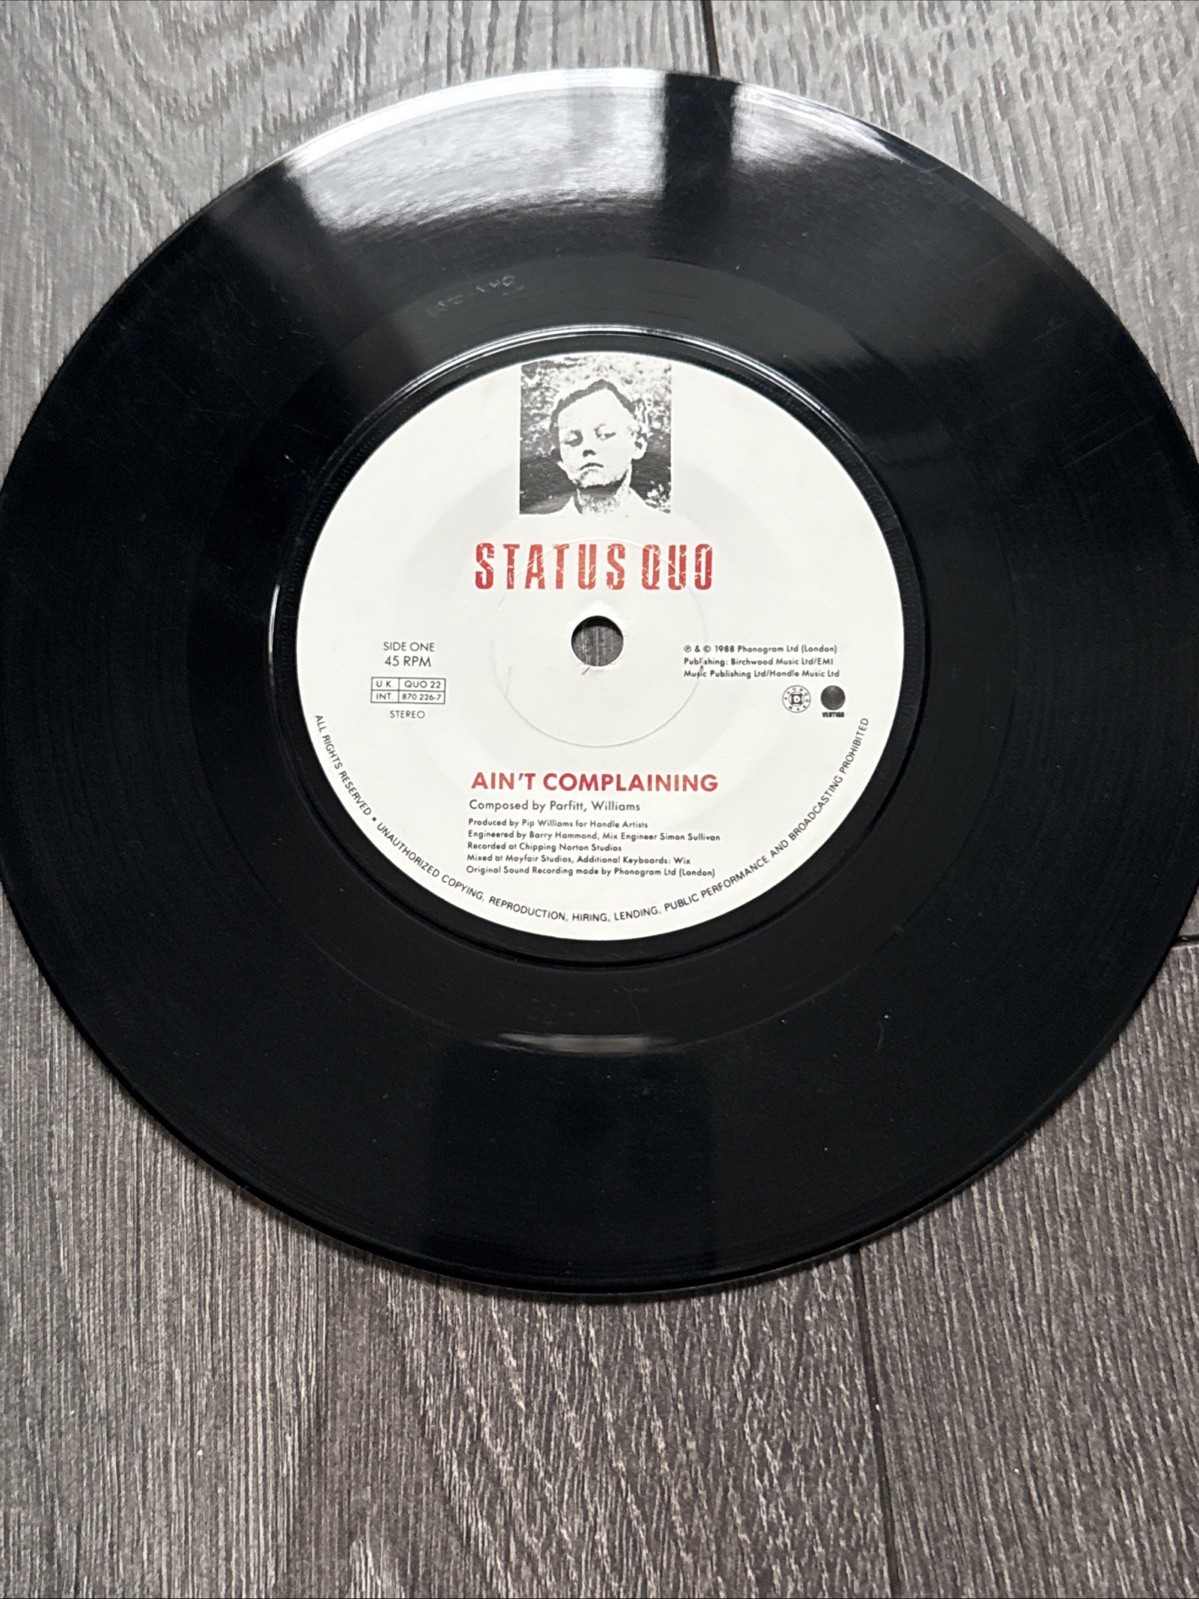 STATUS QUO
SIDE ONE
45 RPM
U.K. QUO 22
INT. 870 226-7
STEREO
℗ & © 1988 Phonogram Ltd (London)
Publishing: Birchwood Music Ltd/EMI
Music Publishing Ltd/Handle Music Ltd
VERTIGO
AIN'T COMPLAINING
Composed by Parfitt, Williams
Produced by Pip Williams for Handle Artists
Engineered by Barry Hammond, Mix Engineer Simon Sullivan
Recorded at Chipping Norton Studios
Mixed at Mayfair Studios, Additional Keyboards: Wix
Original Sound Recording made by Phonogram Ltd (London)
ALL RIGHTS RESERVED • UNAUTHORIZED COPYING, REPRODUCTION, HIRING, LENDING, PUBLIC PERFORMANCE AND BROADCASTING PROHIBITED